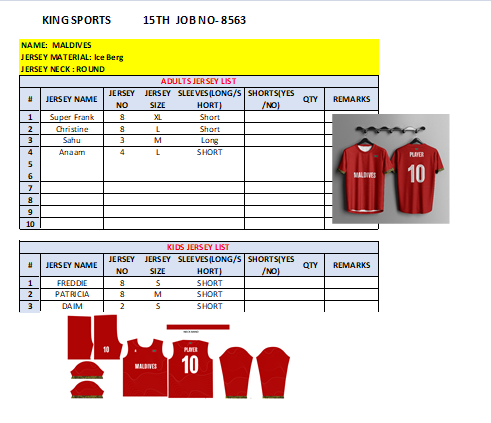 KING SPORTS 15TH JOB NO- 8563
NAME: MALDIVES
JERSEY MATERIAL: Ice Berg
JERSEY NECK : ROUND
ADULTS JERSEY LIST
# JERSEY NAME JERSEY NO JERSEY SIZE SLEEVES(LONG/SHORT) SHORTS(YES/NO) QTY REMARKS
1 Super Frank 8 XL Short
2 Christine 8 L Short
3 Sahu 3 M Long
4 Anaam 4 L SHORT
5
6
7
8
9
10
PLAYER
MALDIVES 10
KIDS JERSEY LIST
# JERSEY NAME JERSEY NO JERSEY SIZE SLEEVES(LONG/SHORT) SHORTS(YES/NO) QTY REMARKS
1 FREDDIE 8 S SHORT
2 PATRICIA 8 M SHORT
3 DAIM 2 S SHORT
10
PLAYER
MALDIVES 10